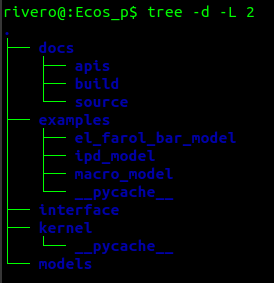 rivero@:Ecos_p$ tree -d -L 2
.
├── docs
│   ├── apis
│   ├── build
│   └── source
├── examples
│   ├── el_farol_bar_model
│   ├── ipd_model
│   ├── macro_model
│   └── __pycache__
├── interface
├── kernel
│   └── __pycache__
└── models